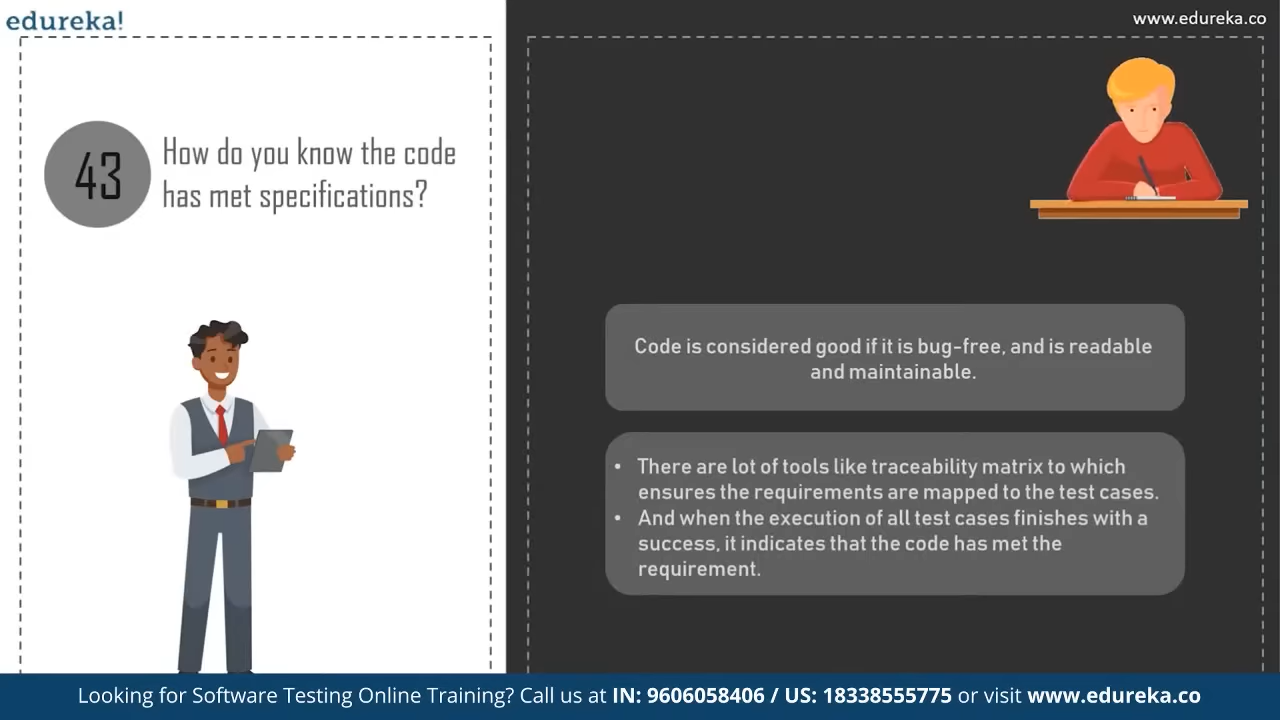 edureka!
www.edureka.co
43
How do you know the code
has met specifications?
Code is considered good if it is bug-free, and is readable
and maintainable.
• There are lot of tools like traceability matrix to which
ensures the requirements are mapped to the test cases.
• And when the execution of all test cases finishes with a
success, it indicates that the code has met the
requirement.
Looking for Software Testing Online Training? Call us at IN: 9606058406 / US: 18338555775 or visit www.edureka.co